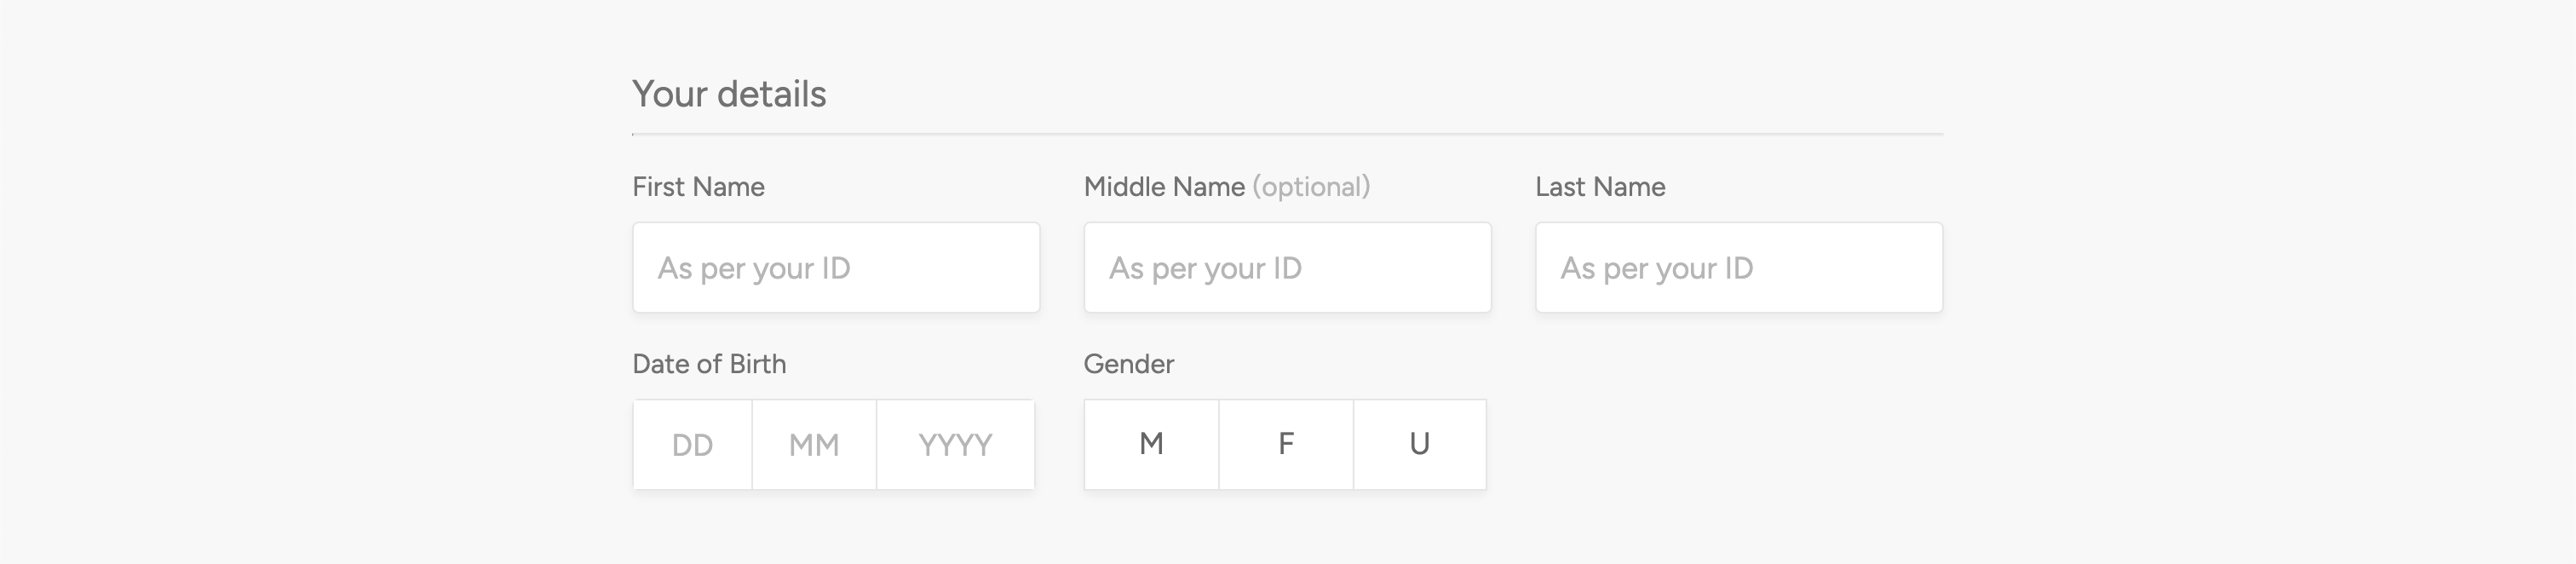 Your details
First Name
Middle Name (optional)
Last Name
As per your ID
As per your ID
As per your ID
Date of Birth
Gender
DD MM YYYY
M F U